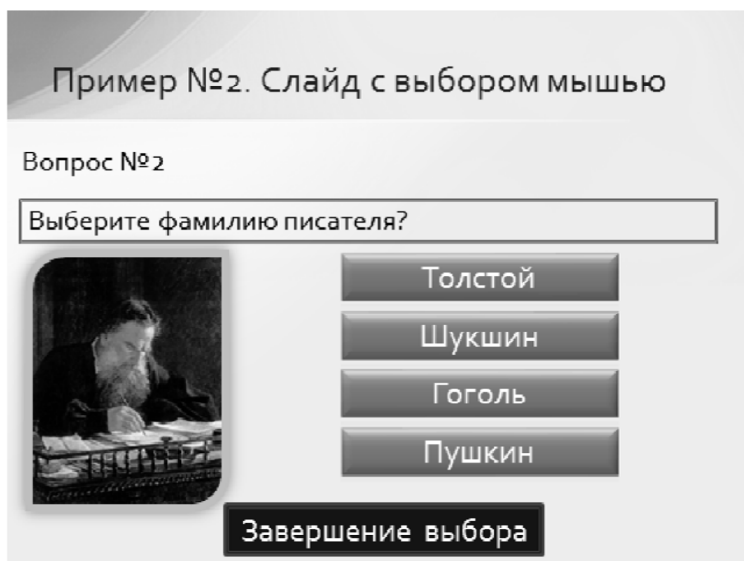 Пример №2. Слайд с выбором мышью
Вопрос №2
Выберите фамилию писателя?
Толстой
Шукшин
Гоголь
Пушкин
Завершение выбора